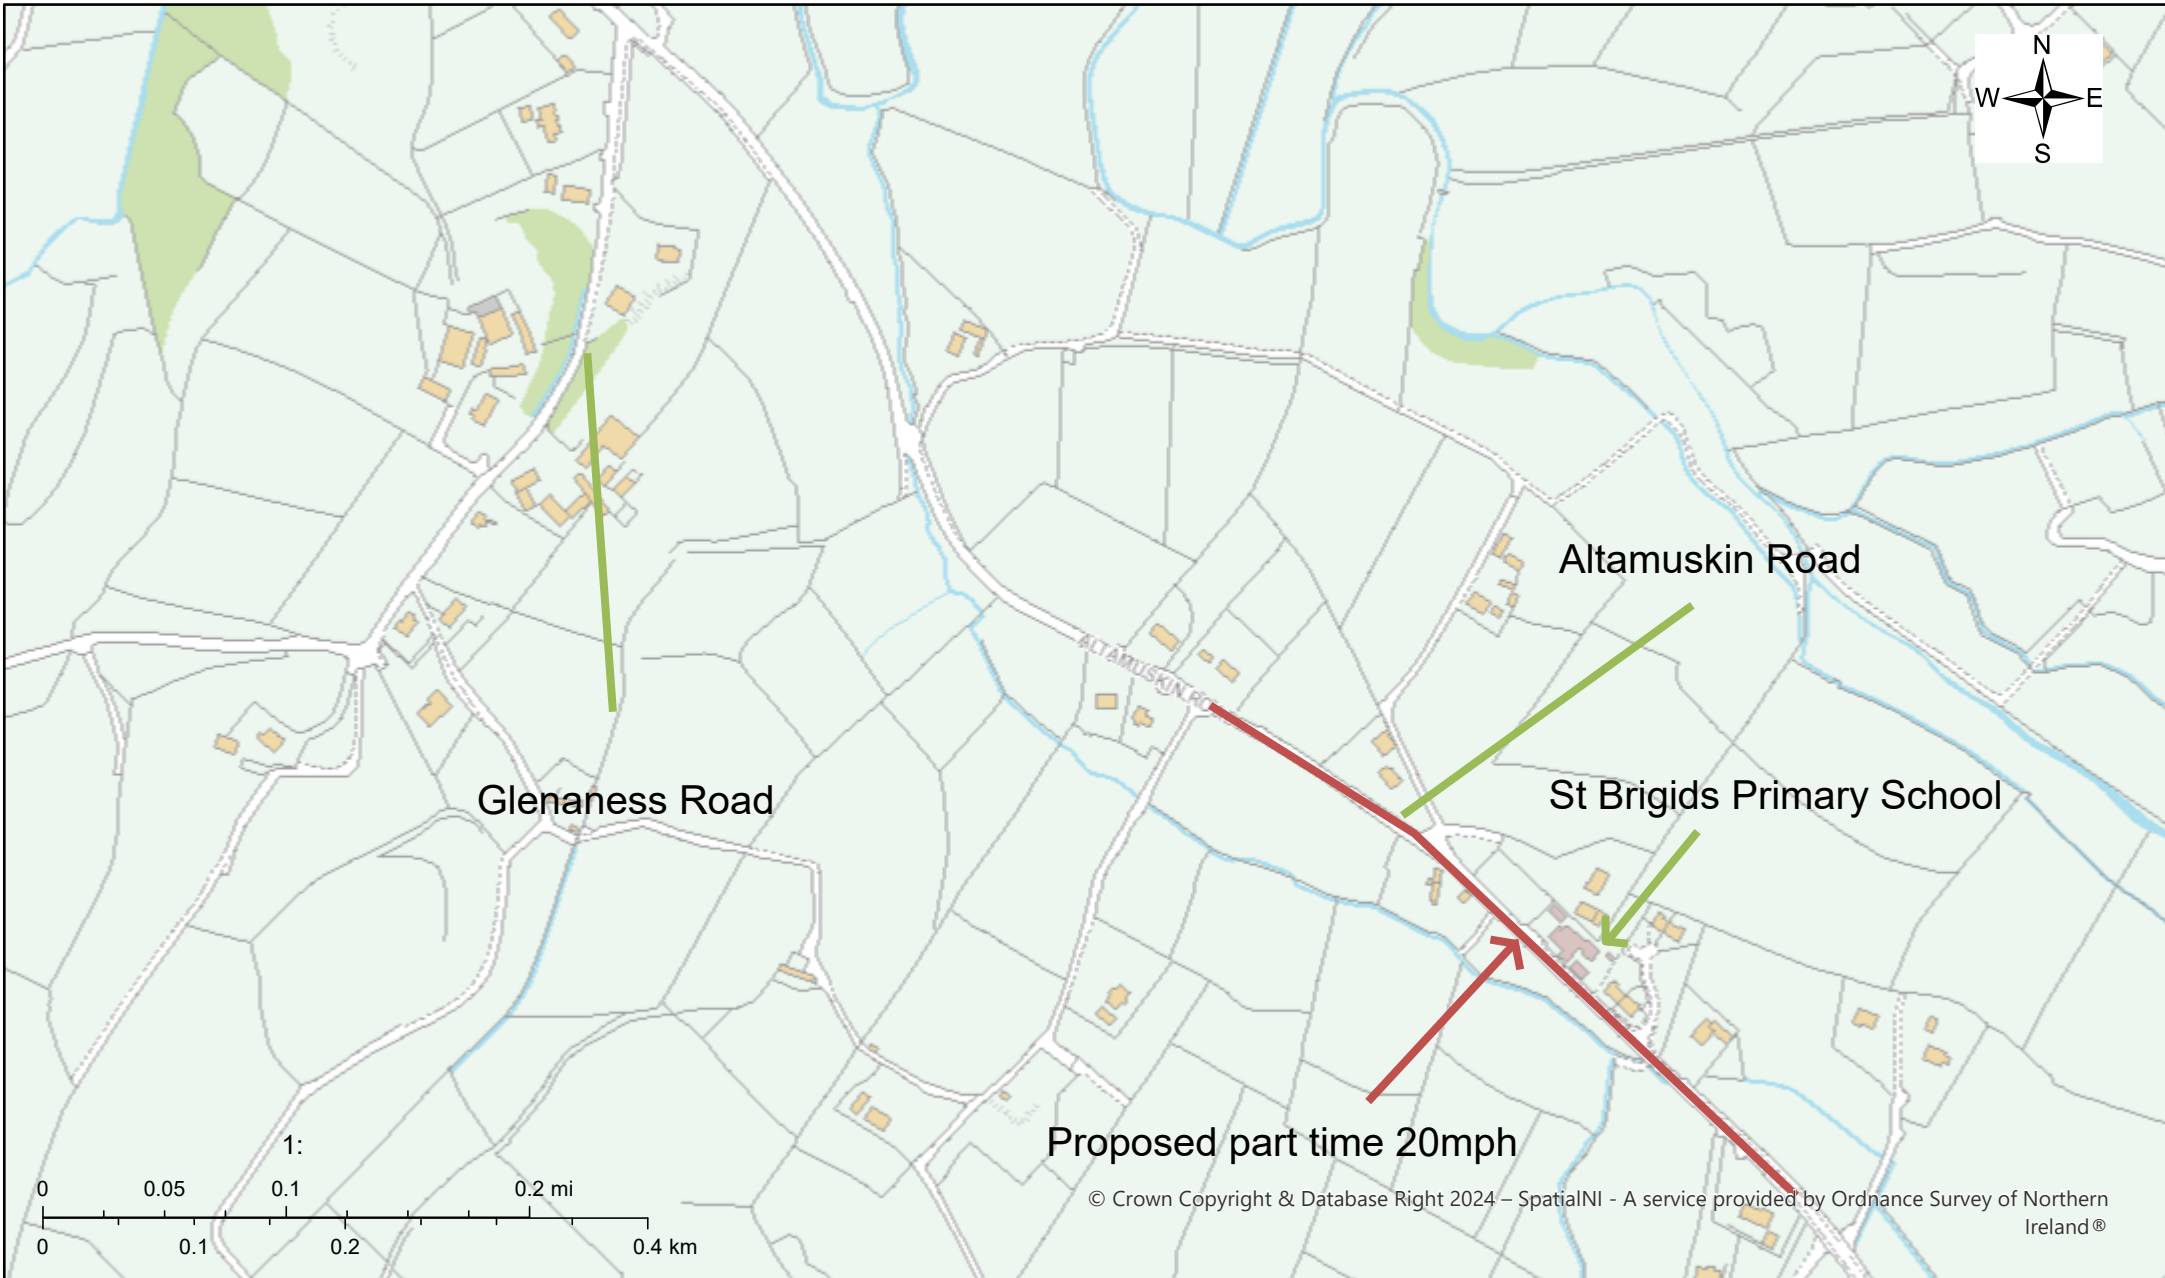 N
W E
S
Altamuskin Road
ALTAMUSKIN ROAD
St Brigids Primary School
Glenaness Road
Proposed part time 20mph
1:
0 0.05 0.1 0.2 mi
0 0.1 0.2 0.4 km
© Crown Copyright & Database Right 2024 – SpatialNI - A service provided by Ordnance Survey of Northern
Ireland®